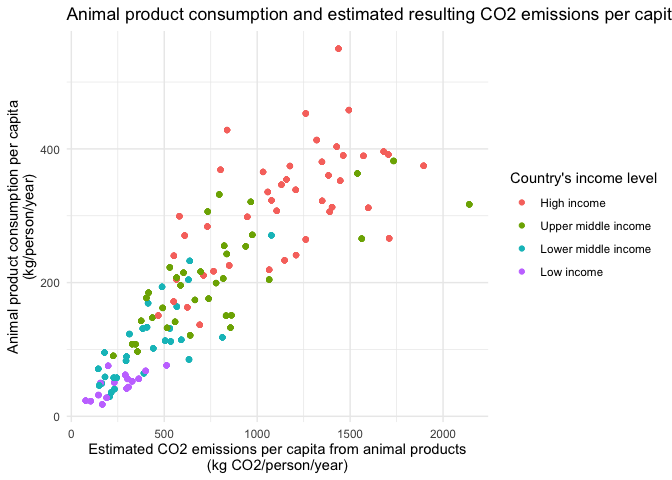 Animal product consumption and estimated resulting CO2 emissions per capit
Animal product consumption per capita
(kg/person/year)
400
200
0
0
500
1000
1500
2000
Estimated CO2 emissions per capita from animal products
(kg CO2/person/year)
Country's income level
High income
Upper middle income
Lower middle income
Low income